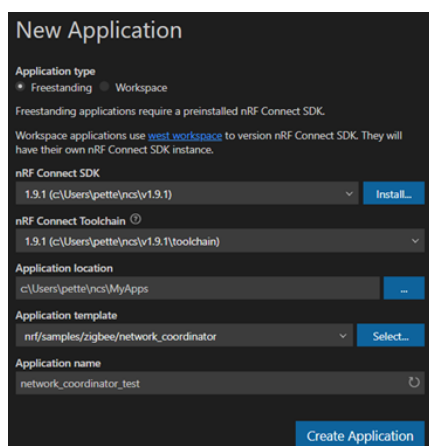 New Application
Application type
Freestanding Workspace
Freestanding applications require a preinstalled nRF Connect SDK.
Workspace applications use west workspace to version nRF Connect SDK. They will
have their own nRF Connect SDK instance.
nRF Connect SDK
1.9.1 (c:\Users\pette\ncs\v1.9.1) Install...
nRF Connect Toolchain ?
1.9.1 (c:\Users\pette\ncs\v1.9.1\toolchain)
Application location
c:\Users\pette\ncs\MyApps ...
Application template
nrf/samples/zigbee/network_coordinator Select...
Application name
network_coordinator_test
Create Application